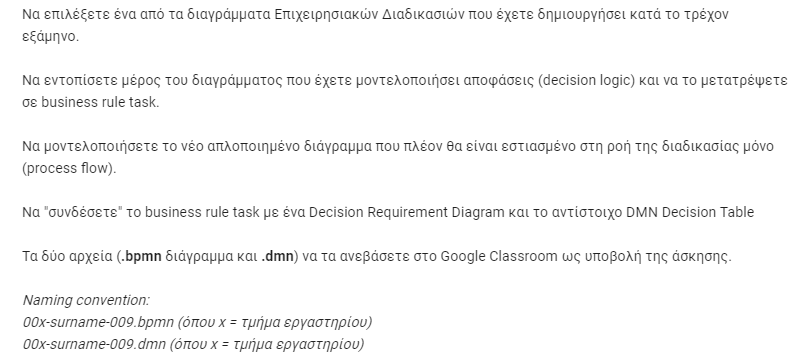 Να επιλέξετε ένα από τα διαγράμματα Επιχειρησιακών Διαδικασιών που έχετε δημιουργήσει κατά το τρέχον
εξάμηνο.
Να εντοπίσετε μέρος του διαγράμματος που έχετε μοντελοποιήσει αποφάσεις (decision logic) και να το μετατρέψετε
σε business rule task.
Να μοντελοποιήσετε το νέο απλοποιημένο διάγραμμα που πλέον θα είναι εστιασμένο στη ροή της διαδικασίας μόνο
(process flow).
Να "συνδέσετε" το business rule task με ένα Decision Requirement Diagram και το αντίστοιχο DMN Decision Table
Τα δύο αρχεία (.bpmn διάγραμμα και .dmn) να τα ανεβάσετε στο Google Classroom ως υποβολή της άσκησης.
Naming convention:
00x-surname-009.bpmn (όπου x = τμήμα εργαστηρίου)
00x-surname-009.dmn (όπου x = τμήμα εργαστηρίου)